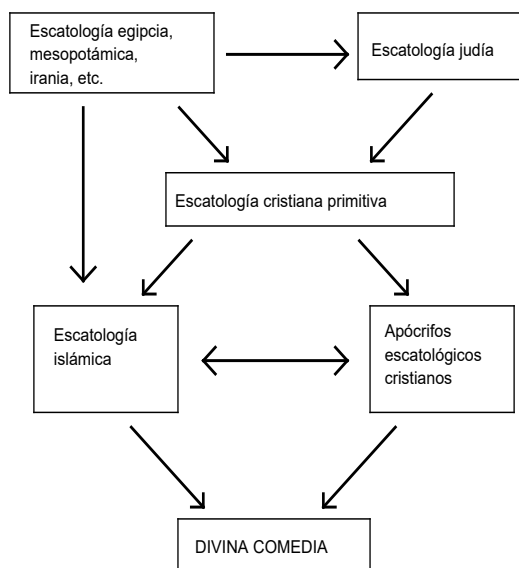 Escatología egipcia,
mesopotámica,
irania, etc.
Escatología judía
Escatología cristiana primitiva
Escatología
islámica
Apócrifos
escatológicos
cristianos
DIVINA COMEDIA